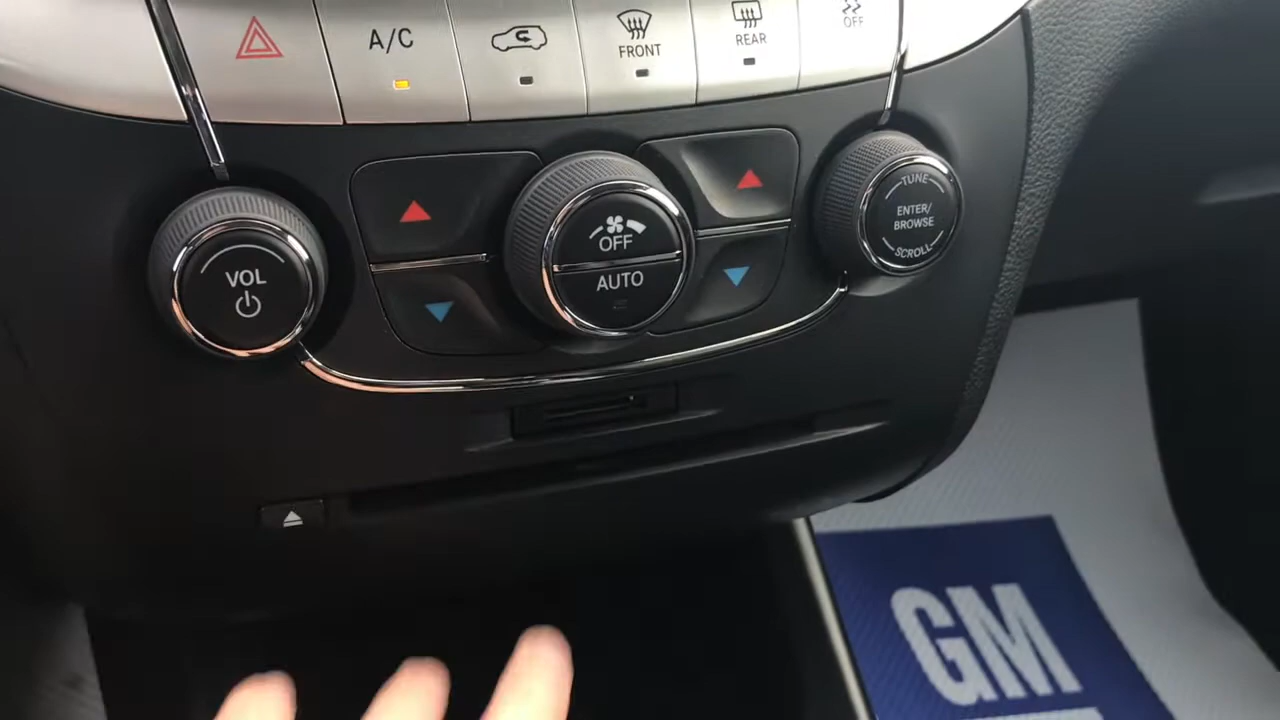 A/C
FRONT
REAR
OFF
VOL
OFF
AUTO
TUNE
ENTER/
BROWSE
SCROLL
GM